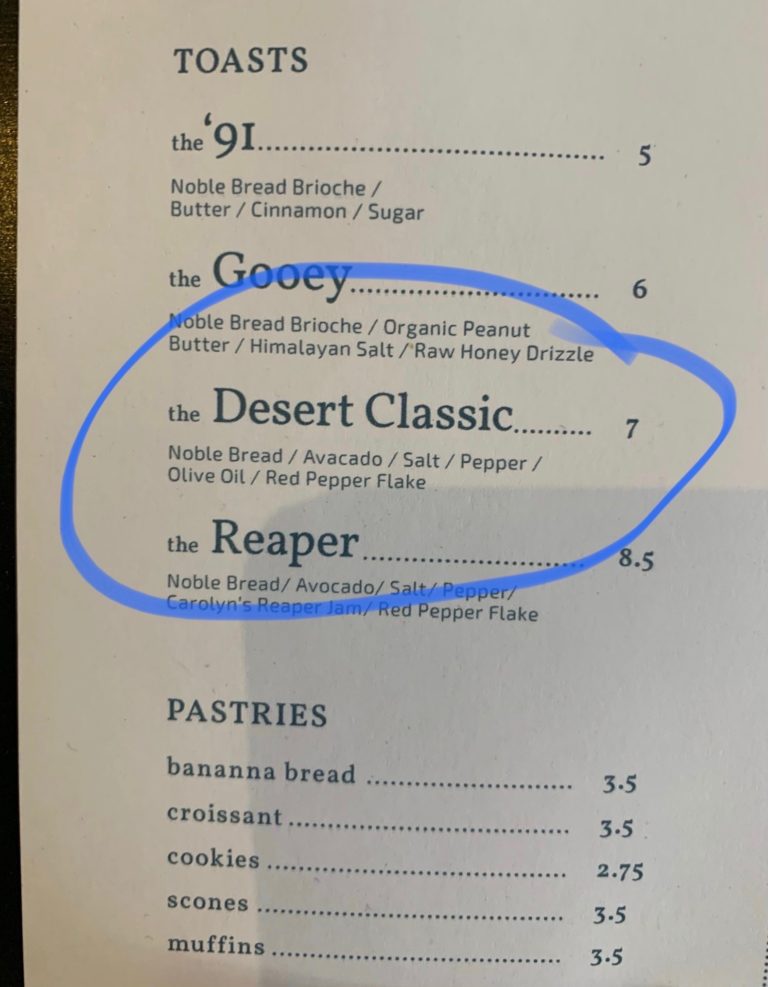 TOASTS
the '91.................................................. 5
Noble Bread Brioche /
Butter / Cinnamon / Sugar
the Gooey.................................... 6
Noble Bread Brioche / Organic Peanut
Butter / Himalayan Salt / Raw Honey Drizzle
the Desert Classic........... 7
Noble Bread / Avacado / Salt / Pepper /
Olive Oil / Red Pepper Flake
the Reaper................................ 8.5
Noble Bread/ Avocado/ Salt/ Pepper/
Carolyn's Reaper Jam/ Red Pepper Flake
PASTRIES
bananna bread ................................ 3.5
croissant .......................................... 3.5
cookies ............................................. 2.75
scones .............................................. 3.5
muffins ............................................ 3.5